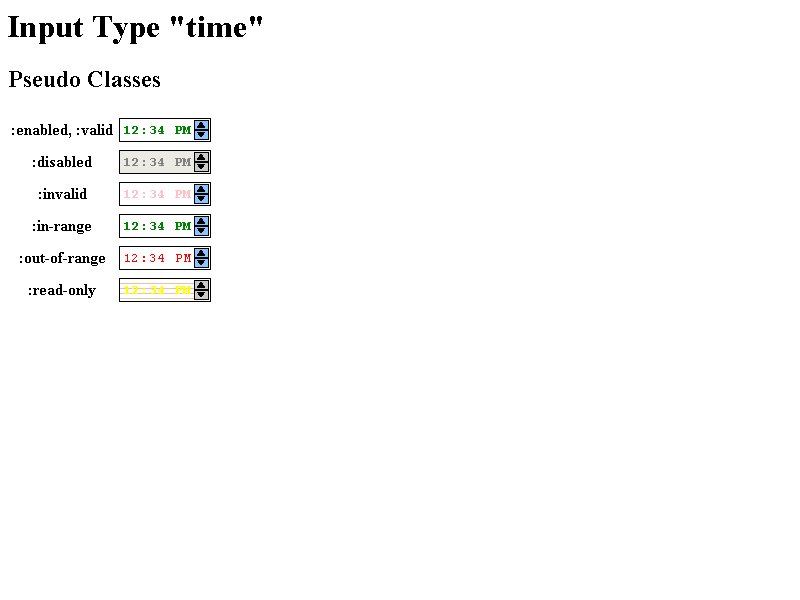 Input Type "time"
Pseudo Classes
:enabled, :valid 12:34 PM
:disabled 12:34 PM
:invalid 12:34 PM
:in-range 12:34 PM
:out-of-range 12:34 PM
:read-only 12:34 PM